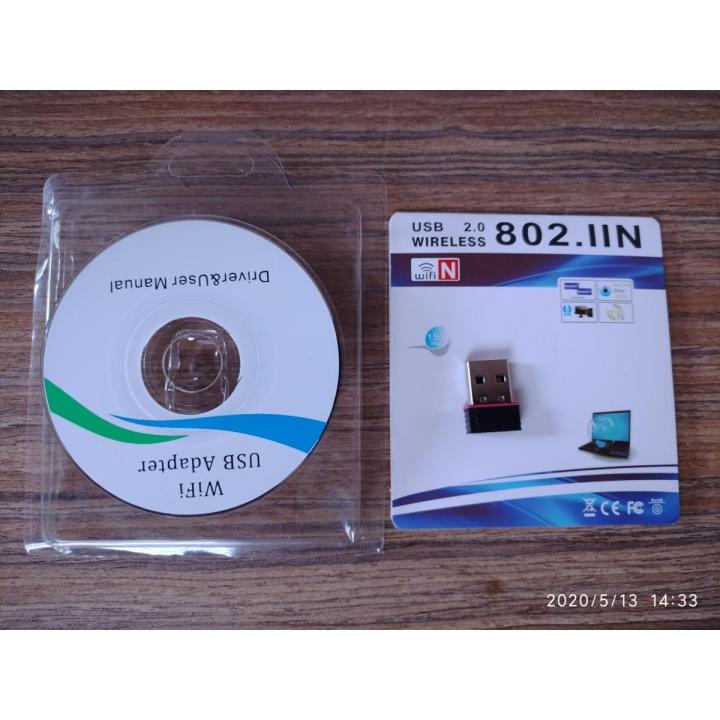 Driver&User Manual
WiFi
USB Adapter
USB 2.0
WIRELESS
802.IIN
WiFi N
150
CE FC RoHS
2020/5/13 14:33